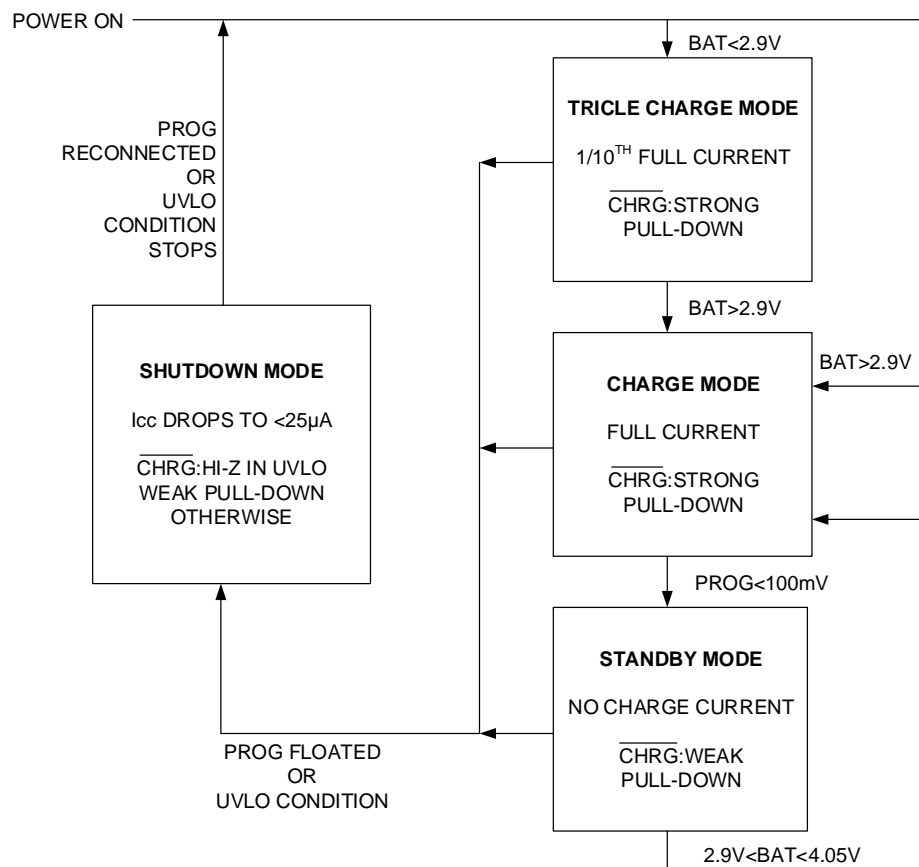 POWER ON
BAT<2.9V
TRICLE CHARGE MODE
1/10TH FULL CURRENT
CHRG:STRONG
PULL-DOWN
PROG
RECONNECTED
OR
UVLO
CONDITION
STOPS
BAT>2.9V
SHUTDOWN MODE
Icc DROPS TO <25µA
CHRG:HI-Z IN UVLO
WEAK PULL-DOWN
OTHERWISE
CHARGE MODE
FULL CURRENT
CHRG:STRONG
PULL-DOWN
BAT>2.9V
PROG<100mV
STANDBY MODE
NO CHARGE CURRENT
CHRG:WEAK
PULL-DOWN
PROG FLOATED
OR
UVLO CONDITION
2.9V<BAT<4.05V